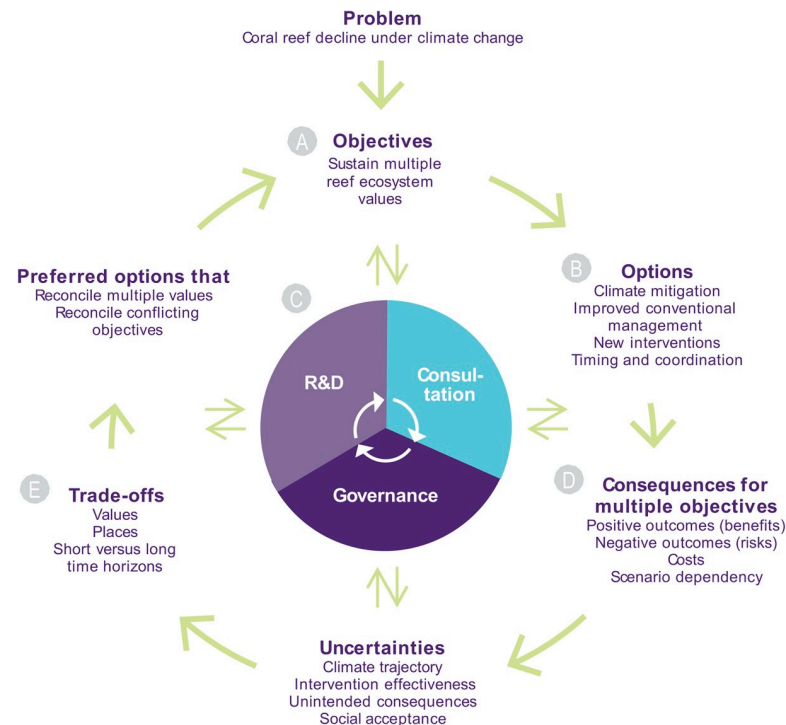 Problem
Coral reef decline under climate change
A
Objectives
Sustain multiple
reef ecosystem
values
B
Options
Climate mitigation
Improved conventional
management
New interventions
Timing and coordination
Preferred options that
Reconcile multiple values
Reconcile conflicting
objectives
C
R&D
Consul-
tation
Governance
D
Consequences for
multiple objectives
Positive outcomes (benefits)
Negative outcomes (risks)
Costs
Scenario dependency
E
Trade-offs
Values
Places
Short versus long
time horizons
Uncertainties
Climate trajectory
Intervention effectiveness
Unintended consequences
Social acceptance